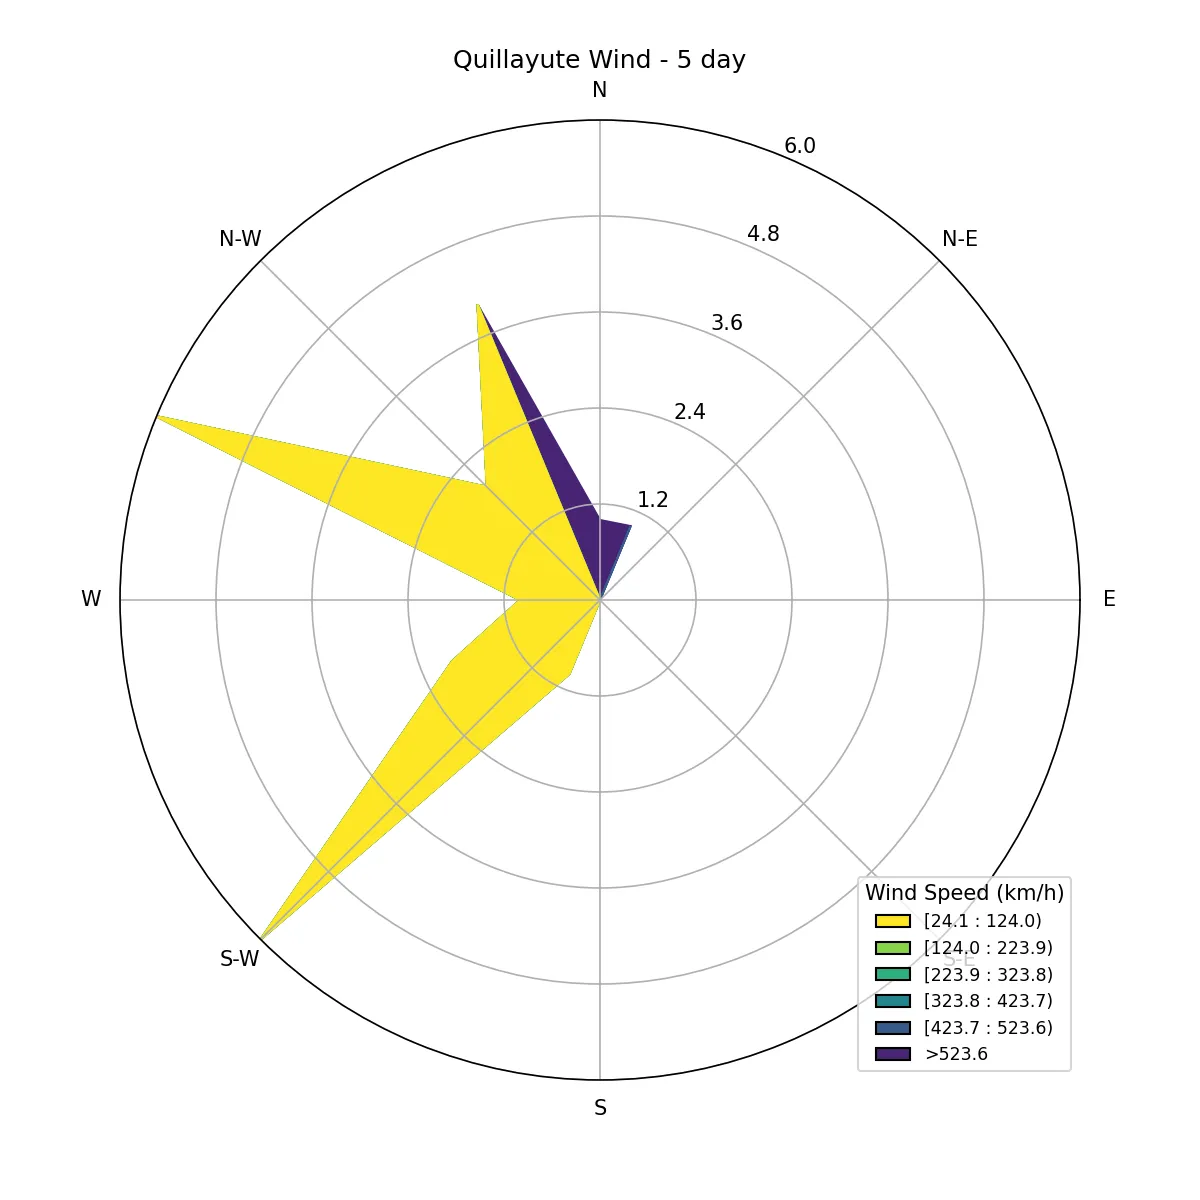 Quillayute Wind - 5 day
N
6.0
N-W
N-E
4.8
3.6
2.4
1.2
W
E
S-W
S-E
S
Wind Speed (km/h)
[24.1 : 124.0)
[124.0 : 223.9)
[223.9 : 323.8)
[323.8 : 423.7)
[423.7 : 523.6)
>523.6